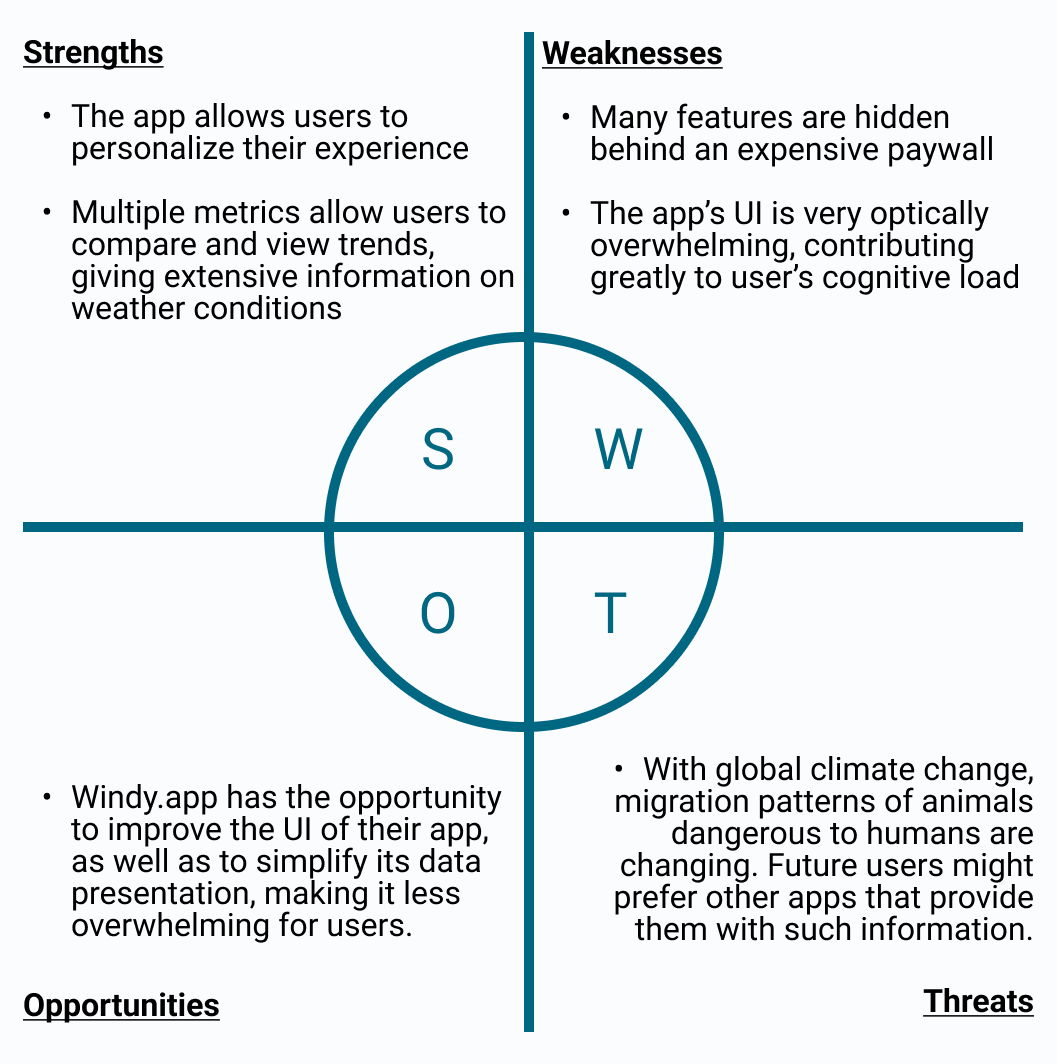 Strengths
• The app allows users to
personalize their experience
• Multiple metrics allow users to
compare and view trends,
giving extensive information on
weather conditions
Weaknesses
• Many features are hidden
behind an expensive paywall
• The app’s UI is very optically
overwhelming, contributing
greatly to user’s cognitive load
S
W
O
T
• Windy.app has the opportunity
to improve the UI of their app,
as well as to simplify its data
presentation, making it less
overwhelming for users.
Opportunities
• With global climate change,
migration patterns of animals
dangerous to humans are
changing. Future users might
prefer other apps that provide
them with such information.
Threats